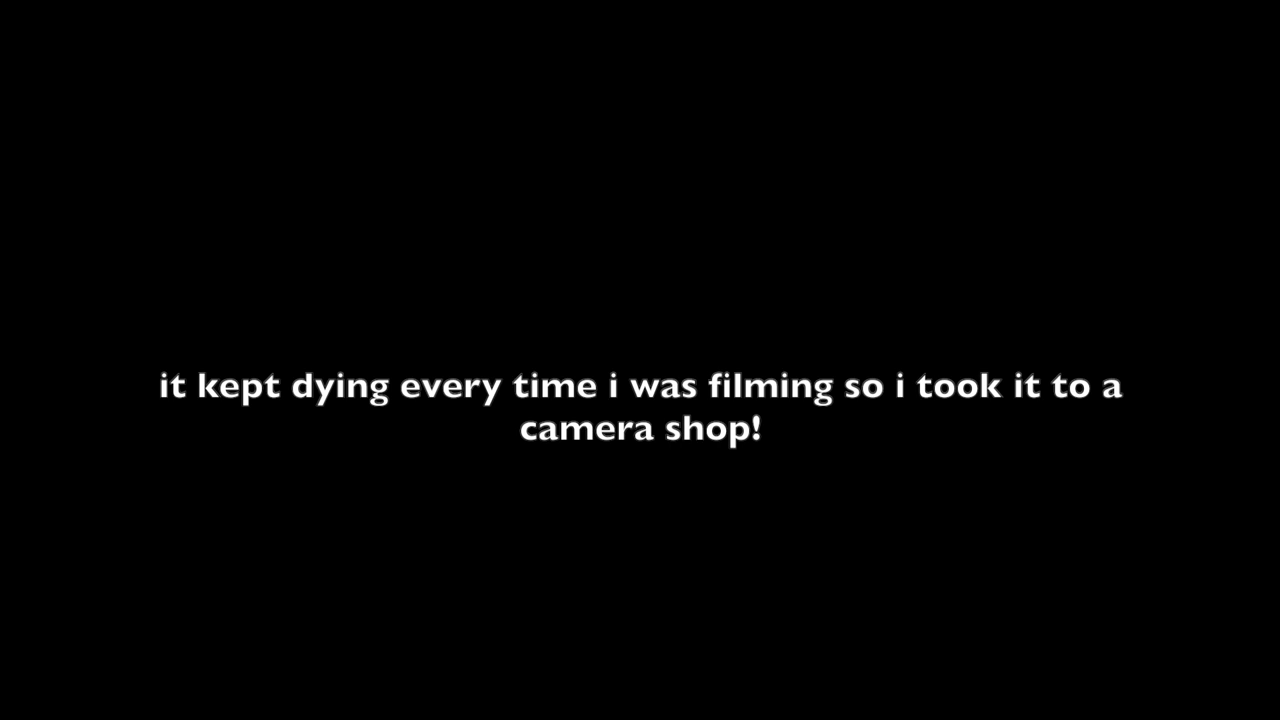 it kept dying every time i was filming so i took it to a
camera shop!